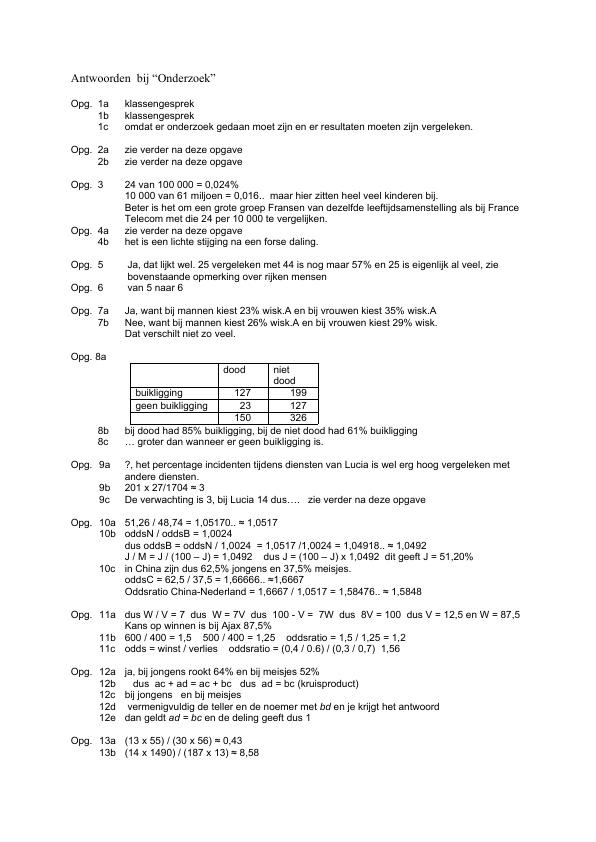 Antwoorden bij “Onderzoek”
Opg. 1a klassengesprek
1b klassengesprek
1c omdat er onderzoek gedaan moet zijn en er resultaten moeten zijn vergeleken.
Opg. 2a zie verder na deze opgave
2b zie verder na deze opgave
Opg. 3 24 van 100 000 = 0,024%
10 000 van 61 miljoen = 0,016.. maar hier zitten heel veel kinderen bij.
Beter is het om een grote groep Fransen van dezelfde leeftijdsamenstelling als bij France
Telecom met die 24 per 10 000 te vergelijken.
Opg. 4a zie verder na deze opgave
4b het is een lichte stijging na een forse daling.
Opg. 5 Ja, dat lijkt wel. 25 vergeleken met 44 is nog maar 57% en 25 is eigenlijk al veel, zie
bovenstaande opmerking over rijken mensen
Opg. 6 van 5 naar 6
Opg. 7a Ja, want bij mannen kiest 23% wisk.A en bij vrouwen kiest 35% wisk.A
7b Nee, want bij mannen kiest 26% wisk.A en bij vrouwen kiest 29% wisk.
Dat verschilt niet zo veel.
Opg. 8a
dood niet
dood
buikligging 127 199
geen buikligging 23 127
150 326
8b bij dood had 85% buikligging, bij de niet dood had 61% buikligging
8c … groter dan wanneer er geen buikligging is.
Opg. 9a ?, het percentage incidenten tijdens diensten van Lucia is wel erg hoog vergeleken met
andere diensten.
9b 201 x 27/1704 ≈ 3
9c De verwachting is 3, bij Lucia 14 dus…. zie verder na deze opgave
Opg. 10a 51,26 / 48,74 = 1,05170.. ≈ 1,0517
10b oddsN / oddsB = 1,0024
dus oddsB = oddsN / 1,0024 = 1,0517 /1,0024 = 1,04918.. ≈ 1,0492
J / M = J / (100 – J) = 1,0492 dus J = (100 – J) x 1,0492 dit geeft J = 51,20%
10c in China zijn dus 62,5% jongens en 37,5% meisjes.
oddsC = 62,5 / 37,5 = 1,66666.. ≈1,6667
Oddsratio China-Nederland = 1,6667 / 1,0517 = 1,58476.. ≈ 1,5848
Opg. 11a dus W / V = 7 dus W = 7V dus 100 - V = 7W dus 8V = 100 dus V = 12,5 en W = 87,5
Kans op winnen is bij Ajax 87,5%
11b 600 / 400 = 1,5 500 / 400 = 1,25 oddsratio = 1,5 / 1,25 = 1,2
11c odds = winst / verlies oddsratio = (0,4 / 0.6) / (0,3 / 0,7) 1,56
Opg. 12a ja, bij jongens rookt 64% en bij meisjes 52%
12b dus ac + ad = ac + bc dus ad = bc (kruisproduct)
12c bij jongens en bij meisjes
12d vermenigvuldig de teller en de noemer met bd en je krijgt het antwoord
12e dan geldt ad = bc en de deling geeft dus 1
Opg. 13a (13 x 55) / (30 x 56) ≈ 0,43
13b (14 x 1490) / (187 x 13) ≈ 8,58